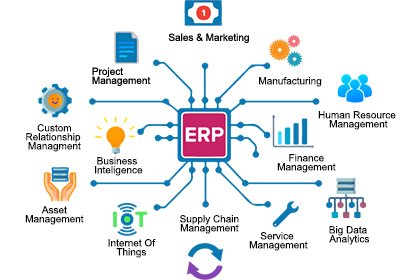 1
Sales & Marketing
Project
Management
Manufacturing
Custom
Relationship
Managment
Human Resource
Management
ERP
Business
Inteligence
Finance
Management
Asset
Management
IoT
Internet Of
Things
Supply Chain
Management
Service
Management
Big Data
Analytics